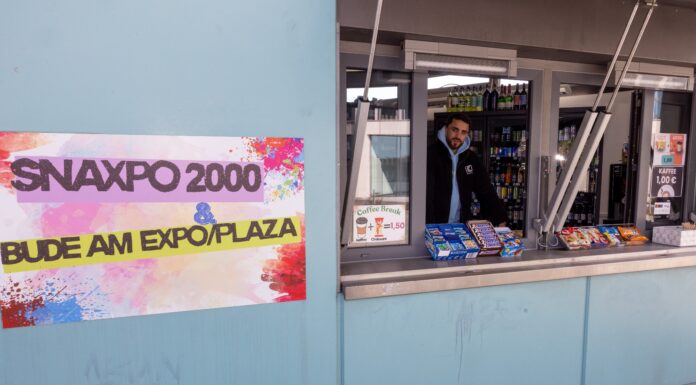 SNAXPO 2000
&
BUDE AM EXPO/PLAZA
Coffee Break
+
=1,50
KAFFEE
1,00 €